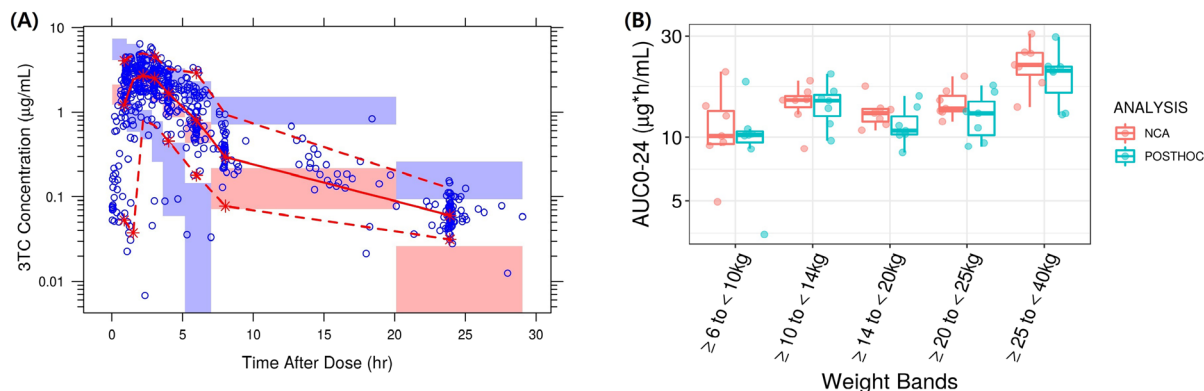 (A)
10
1
0.1
0.01
3TC Concentration (µg/mL)
0 5 10 15 20 25 30
Time After Dose (hr)
(B)
30
10
5
AUC0-24 (µg*h/mL)
≥ 6 to < 10kg
≥ 10 to < 14kg
≥ 14 to < 20kg
≥ 20 to < 25kg
≥ 25 to < 40kg
Weight Bands
ANALYSIS
NCA
POSTHOC